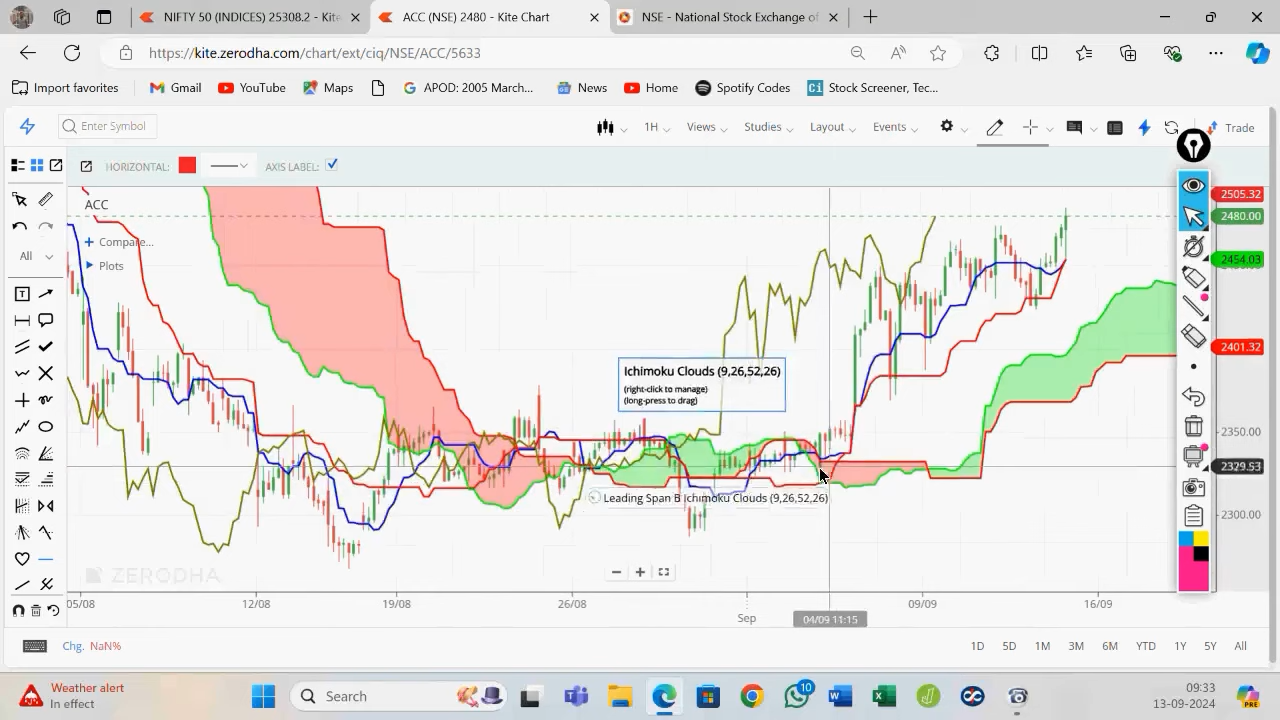 NIFTY 50 (INDICES) 25308.2 - Kite
ACC (NSE) 2480 - Kite Chart
NSE - National Stock Exchange of
https://kite.zerodha.com/chart/ext/ciq/NSE/ACC/5633
Import favorites
Gmail
YouTube
Maps
APOD: 2005 March...
News
Home
Spotify Codes
Ci Stock Screener, Tec...
Enter Symbol
1H
Views
Studies
Layout
Events
Trade
HORIZONTAL:
AXIS LABEL:
ACC
Compare...
Plots
All
2505.32
2480.00
2454.03
2401.32
2350.00
2329.53
2300.00
Ichimoku Clouds (9,26,52,26)
(right-click to manage)
(long-press to drag)
Leading Span B Ichimoku Clouds (9,26,52,26)
ZERODHA
05/08
12/08
19/08
26/08
Sep
04/09 11:15
09/09
16/09
Chg. NaN%
1D 5D 1M 3M 6M YTD 1Y 5Y All
Weather alert
In effect
Search
10
PRE
09:33
13-09-2024